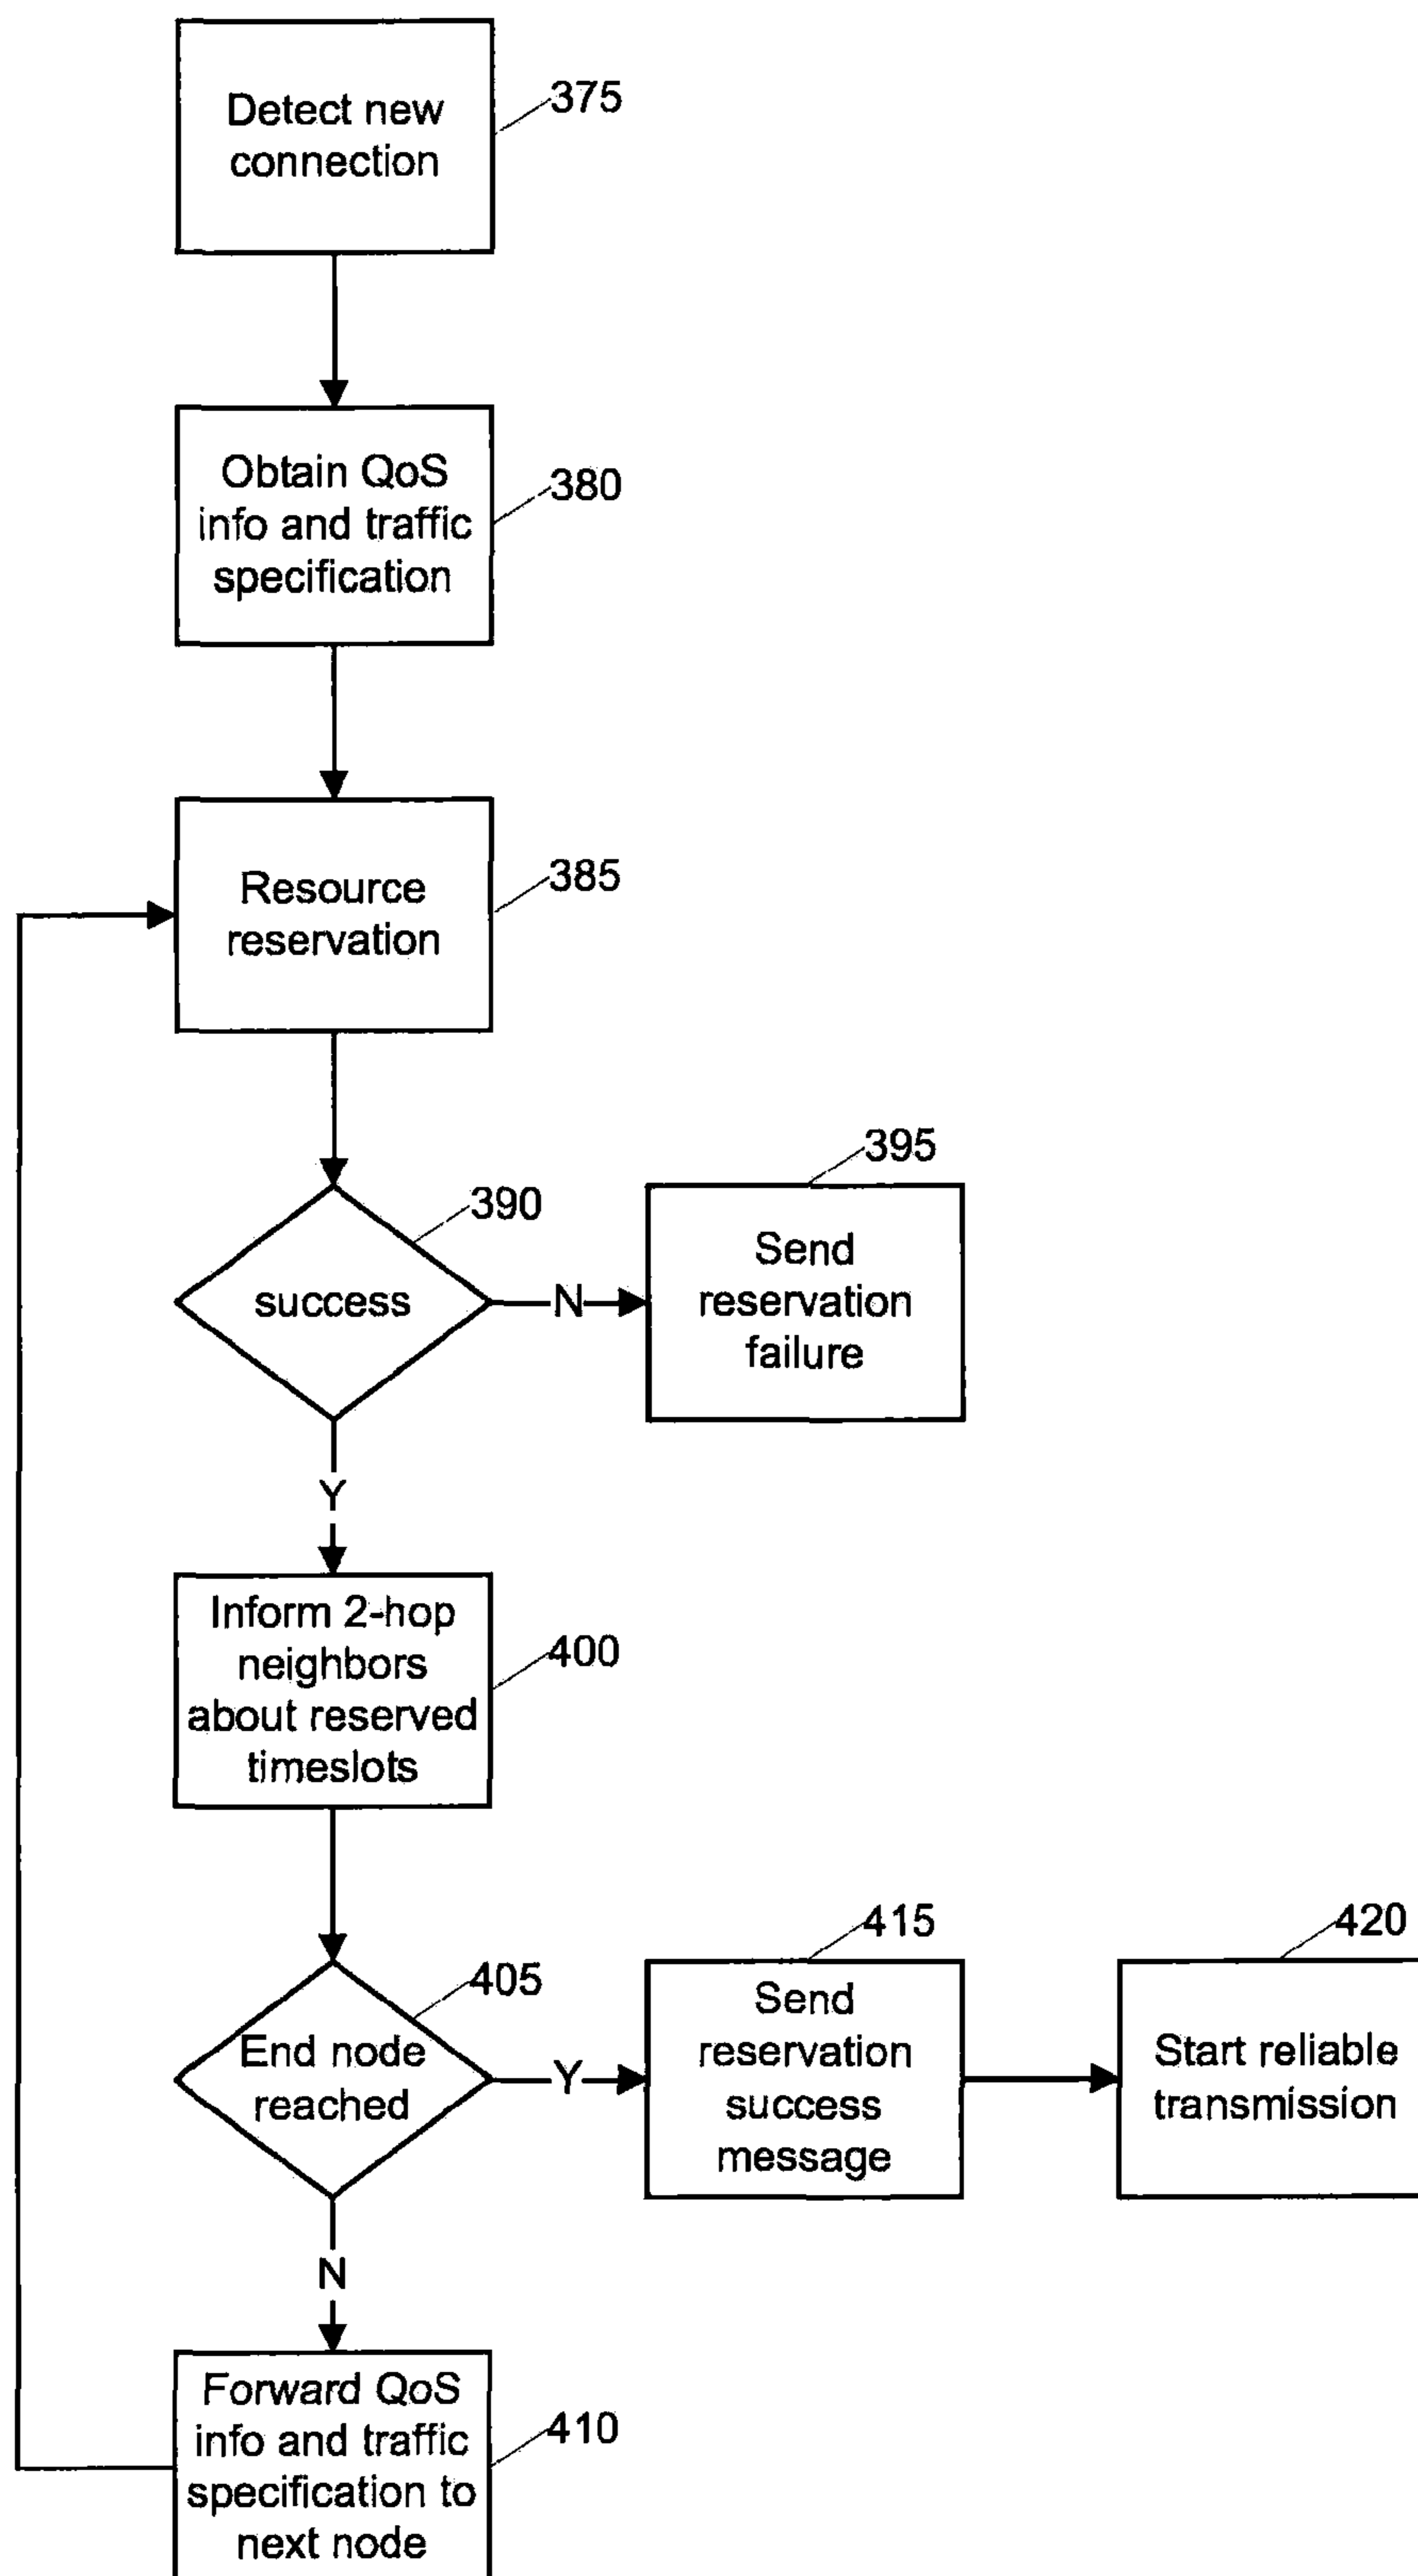 Detect new
connection
375
Obtain QoS
info and traffic
specification
380
Resource
reservation
385
success
390
N
395
Send
reservation
failure
Y
Inform 2-hop
neighbors
about reserved
timeslots
400
End node
reached
405
Y
415
Send
reservation
success
message
420
Start reliable
transmission
N
Forward QoS
info and traffic
specification to
next node
410